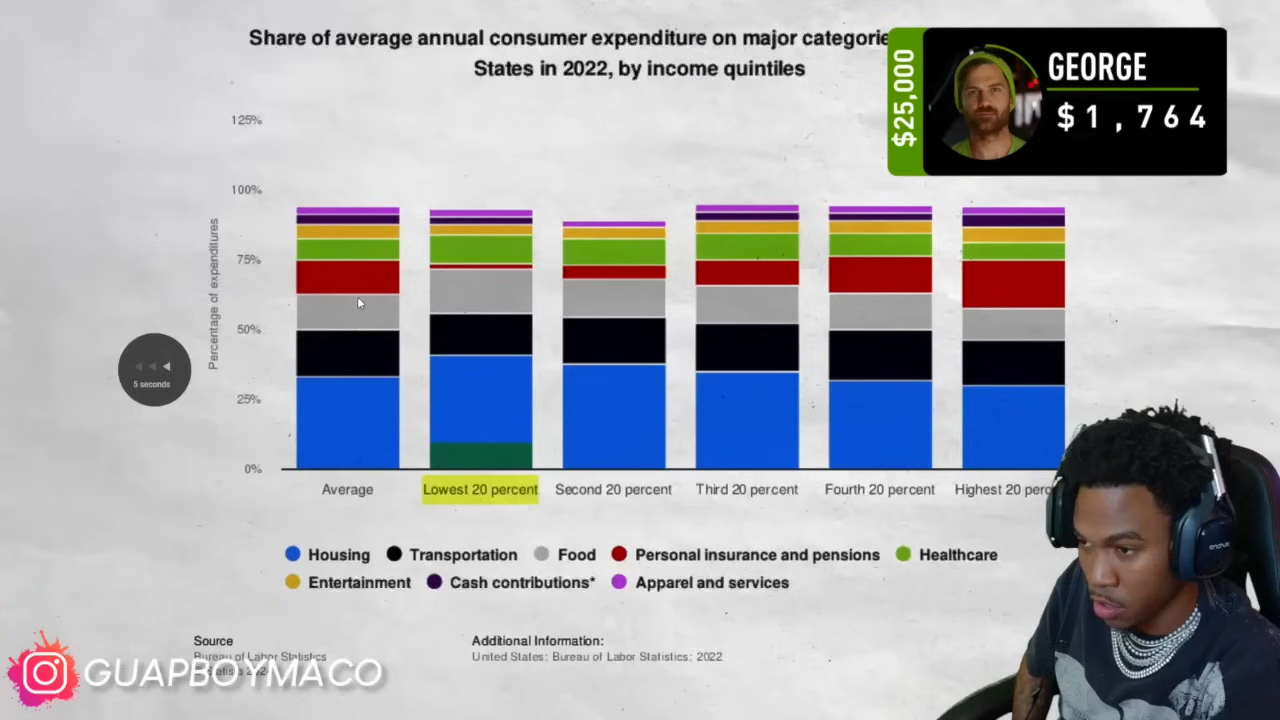 Share of average annual consumer expenditure on major categorie
States in 2022, by income quintiles
$25,000
GEORGE
$1,764
125%
100%
75%
50%
25%
0%
Percentage of expenditures
5 seconds
Average
Lowest 20 percent
Second 20 percent
Third 20 percent
Fourth 20 percent
Highest 20 perc
Housing
Transportation
Food
Personal insurance and pensions
Healthcare
Entertainment
Cash contributions*
Apparel and services
Source
Bureau of Labor Statistics
Additional Information:
United States; Bureau of Labor Statistics; 2022
GUAPBOYMACO